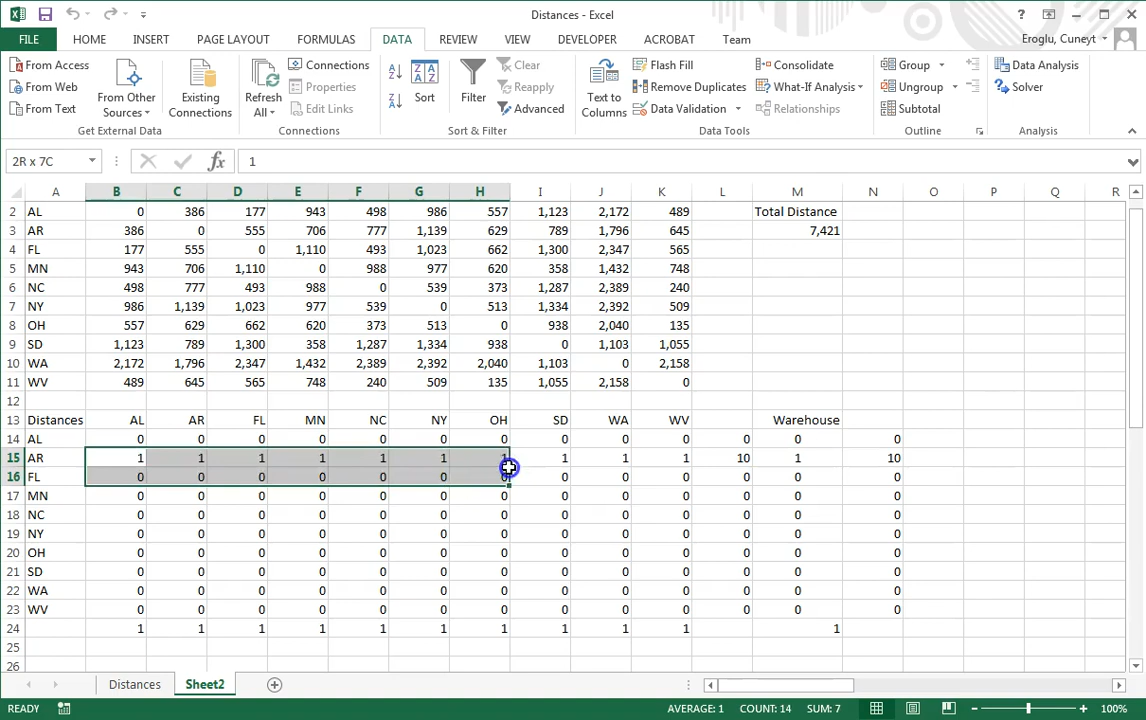 Distances - Excel
FILE HOME INSERT PAGE LAYOUT FORMULAS DATA REVIEW VIEW DEVELOPER ACROBAT Team Eroglu, Cuneyt
From Access
From Web
From Text
From Other Sources
Get External Data
Existing Connections
Refresh All
Connections
Properties
Edit Links
Connections
Sort
Filter
Clear
Reapply
Advanced
Sort & Filter
Text to Columns
Flash Fill
Remove Duplicates
Data Validation
Consolidate
What-If Analysis
Relationships
Data Tools
Group
Ungroup
Subtotal
Outline
Data Analysis
Solver
Analysis
2R x 7C fx 1
A B C D E F G H I J K L M N O P Q R
2 AL 0 386 177 943 498 986 557 1,123 2,172 489 Total Distance
3 AR 386 0 555 706 777 1,139 629 789 1,796 645 7,421
4 FL 177 555 0 1,110 493 1,023 662 1,300 2,347 565
5 MN 943 706 1,110 0 988 977 620 358 1,432 748
6 NC 498 777 493 988 0 539 373 1,287 2,389 240
7 NY 986 1,139 1,023 977 539 0 513 1,334 2,392 509
8 OH 557 629 662 620 373 513 0 938 2,040 135
9 SD 1,123 789 1,300 358 1,287 1,334 938 0 1,103 1,055
10 WA 2,172 1,796 2,347 1,432 2,389 2,392 2,040 1,103 0 2,158
11 WV 489 645 565 748 240 509 135 1,055 2,158 0
12
13 Distances AL AR FL MN NC NY OH SD WA WV Warehouse
14 AL 0 0 0 0 0 0 0 0 0 0 0 0 0
15 AR 1 1 1 1 1 1 1 1 1 1 10 1 10
16 FL 0 0 0 0 0 0 0 0 0 0 0 0 0
17 MN 0 0 0 0 0 0 0 0 0 0 0 0 0
18 NC 0 0 0 0 0 0 0 0 0 0 0 0 0
19 NY 0 0 0 0 0 0 0 0 0 0 0 0 0
20 OH 0 0 0 0 0 0 0 0 0 0 0 0 0
21 SD 0 0 0 0 0 0 0 0 0 0 0 0 0
22 WA 0 0 0 0 0 0 0 0 0 0 0 0 0
23 WV 0 0 0 0 0 0 0 0 0 0 0 0 0
24 1 1 1 1 1 1 1 1 1 1 1
25
26
Distances Sheet2
READY AVERAGE: 1 COUNT: 14 SUM: 7 100%